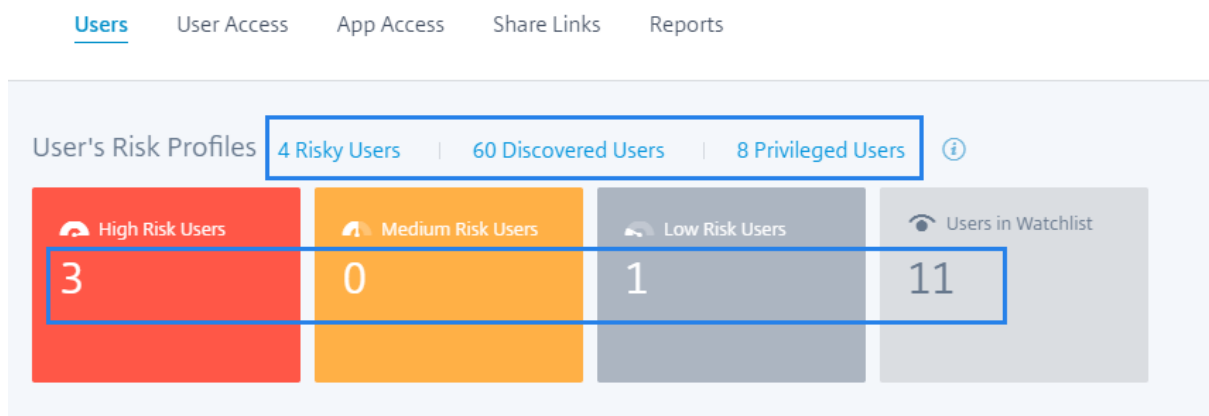 Users User Access App Access Share Links Reports
User's Risk Profiles 4 Risky Users | 60 Discovered Users | 8 Privileged Users i
High Risk Users Medium Risk Users Low Risk Users Users in Watchlist
3 0 1 11